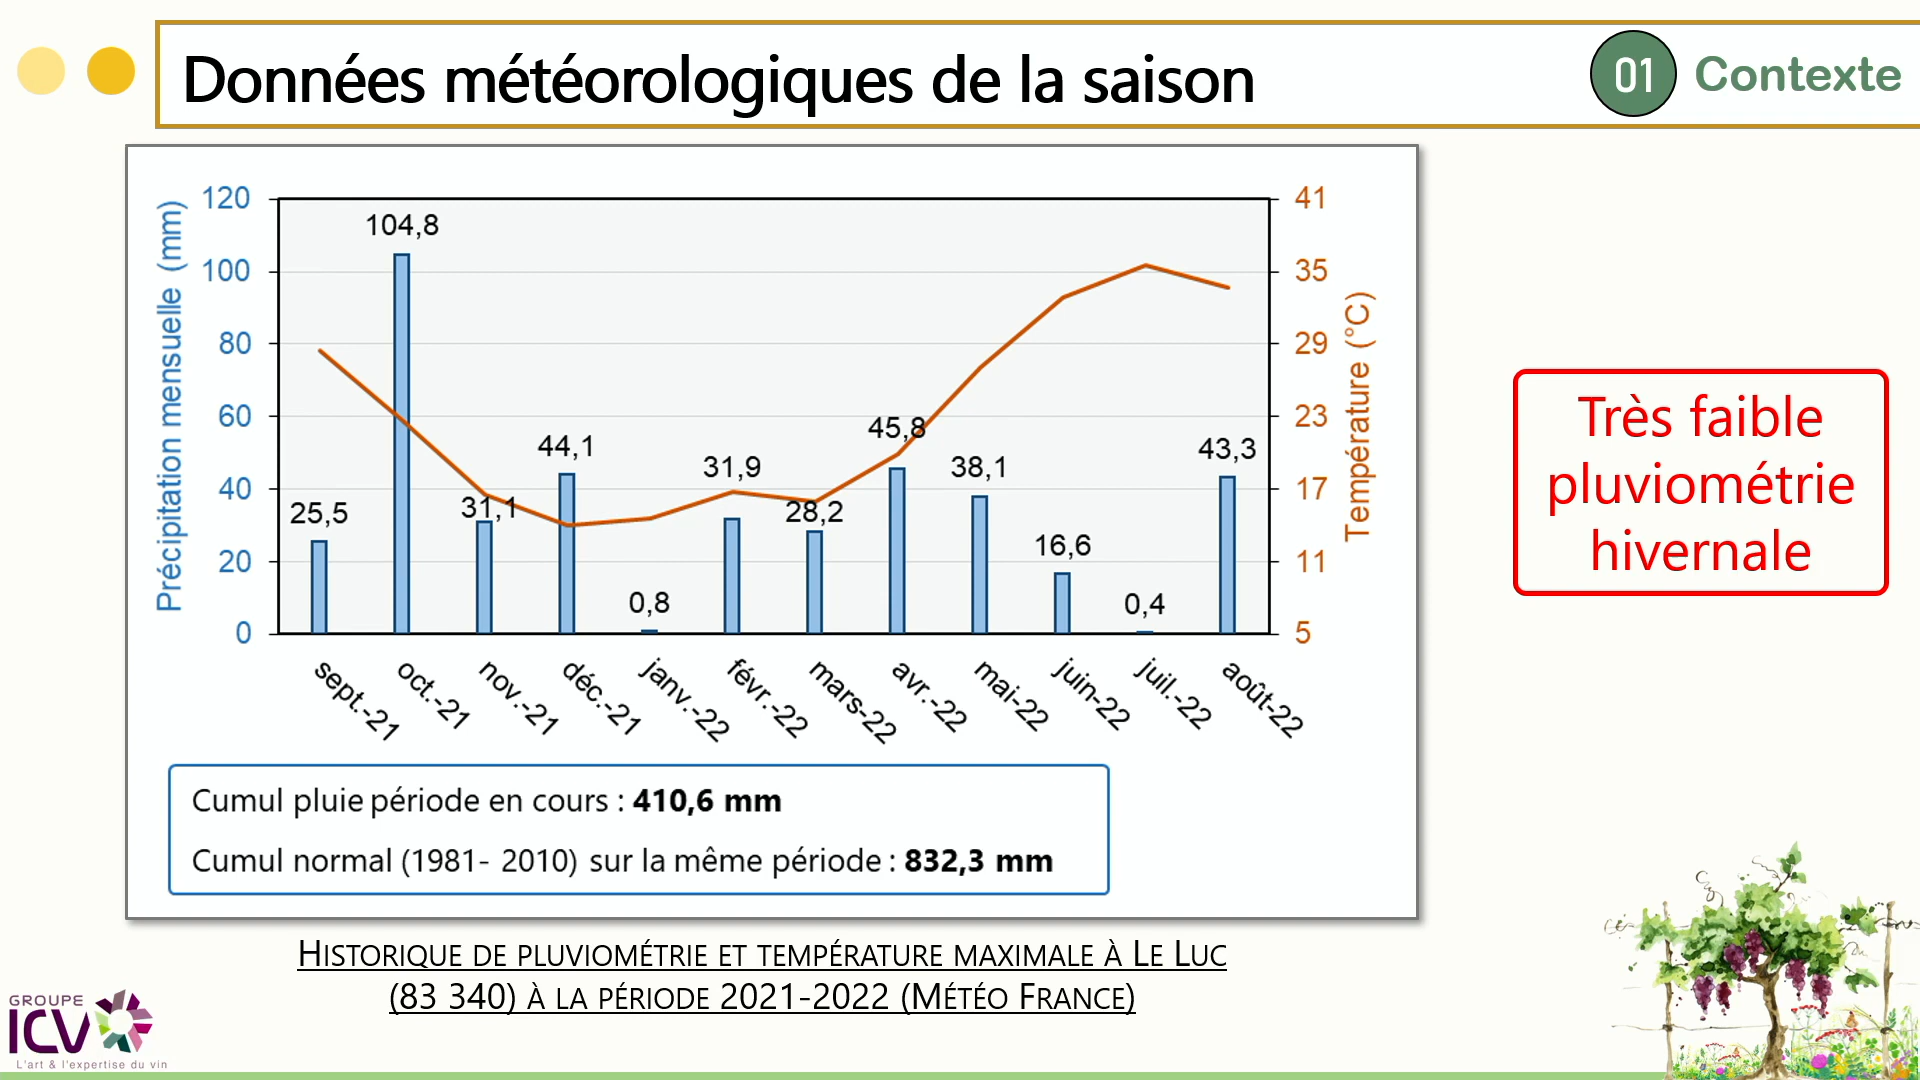 Données météorologiques de la saison
01 Contexte
Précipitation mensuelle (mm)
120
100
80
60
40
20
0
41
35
29
23
17
11
5
Température (°C)
25,5
104,8
31,1
44,1
0,8
31,9
28,2
45,8
38,1
16,6
0,4
43,3
sept.-21
oct.-21
nov.-21
déc.-21
janv.-22
févr.-22
mars-22
avr.-22
mai-22
juin-22
juil.-22
août-22
Très faible
pluviométrie
hivernale
Cumul pluie période en cours : 410,6 mm
Cumul normal (1981- 2010) sur la même période : 832,3 mm
Historique de pluviométrie et température maximale à Le Luc
(83 340) à la période 2021-2022 (Météo France)
GROUPE
ICV
L'art & l'expertise du vin